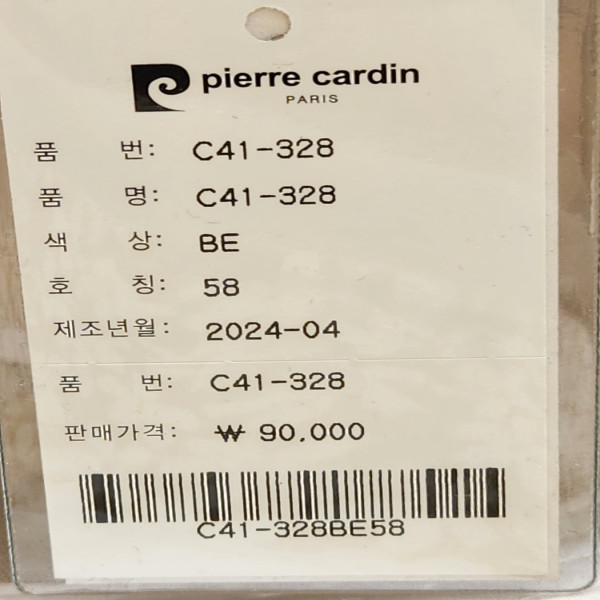 pierre cardin
PARIS
품 번: C41-328
품 명: C41-328
색 상: BE
호 칭: 58
제조년월: 2024-04
품 번: C41-328
판매가격: ₩ 90,000
C41-328BE58